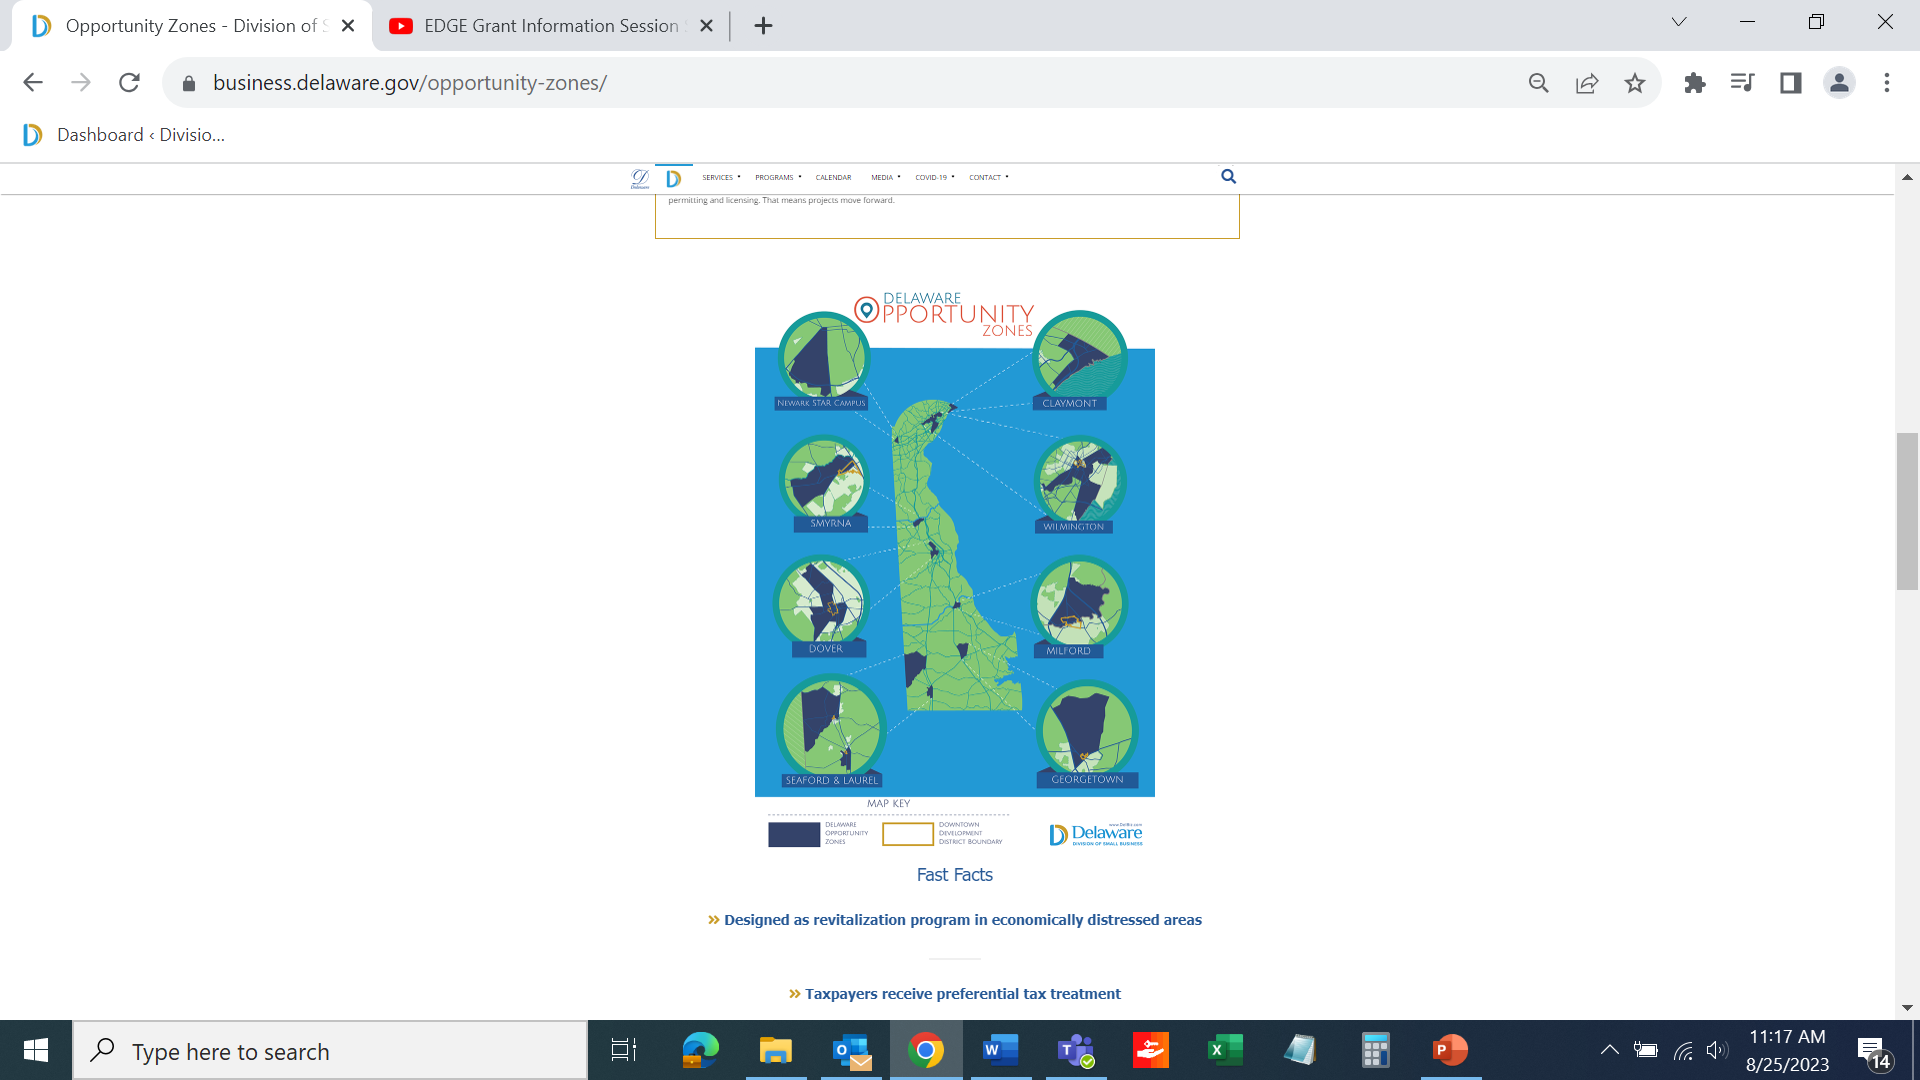 Opportunity Zones - Division of S
EDGE Grant Information Session S
business.delaware.gov/opportunity-zones/
Dashboard ‹ Divisio...
SERVICES
PROGRAMS
CALENDAR
MEDIA
COVID-19
CONTACT
permitting and licensing. That means projects move forward.
DELAWARE
OPPORTUNITY
ZONES
NEWARK STAR CAMPUS
CLAYMONT
SMYRNA
WILMINGTON
DOVER
MILFORD
SEAFORD & LAUREL
GEORGETOWN
MAP KEY
DELAWARE
OPPORTUNITY
ZONES
DOWNTOWN
DEVELOPMENT
DISTRICT BOUNDARY
Delaware
DIVISION OF SMALL BUSINESS
Fast Facts
» Designed as revitalization program in economically distressed areas
» Taxpayers receive preferential tax treatment
Type here to search
11:17 AM
8/25/2023
14